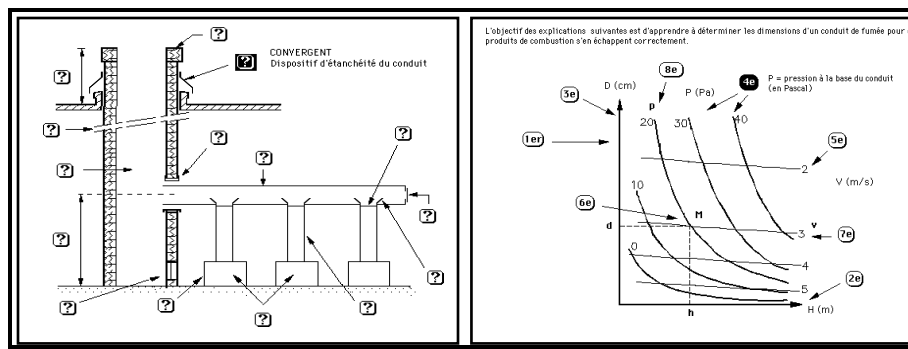 ?
?
CONVERGENT
Dispositif d'étanchéité du conduit
?
?
?
?
?
?
?
?
?
?
?
?
?
?
L'objectif des explications suivantes est d'apprendre à déterminer les dimensions d'un conduit de fumée pour
produits de combustion s'en échappent correctement.
8e
3e
D (cm)
P (Pa)
4e
P = pression à la base du conduit
(en Pascal)
p
20
30
40
1er
5e
2
V (m/s)
10
6e
M
d
3
v
7e
0
4
5
2e
h
H (m)